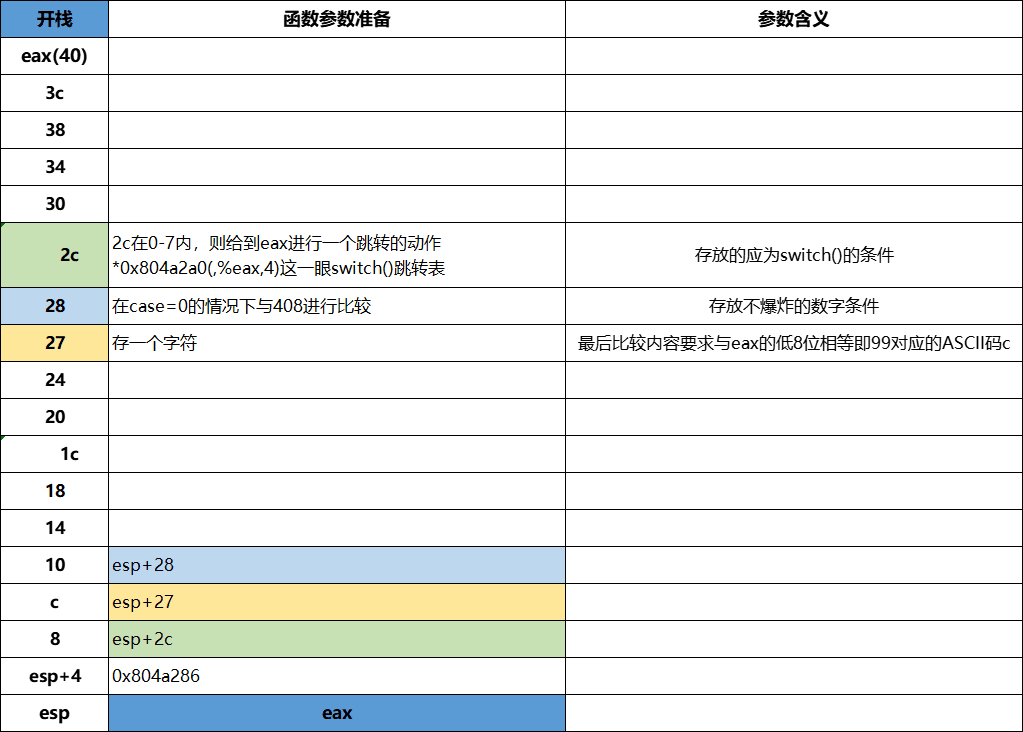 开栈 函数参数准备 参数含义
eax(40)
3c
38
34
30
2c在0-7内，则给到eax进行一个跳转的动作
2c 存放的应为switch()的条件
*0x804a2a0(,%eax,4)这一眼switch()跳转表
28 在case=0的情况下与408进行比较 存放不爆炸的数字条件
27 存一个字符 最后比较内容要求与eax的低8位相等即99对应的ASCII码c
24
20
1c
18
14
10 esp+28
c esp+27
8 esp+2c
esp+4 0x804a286
esp eax